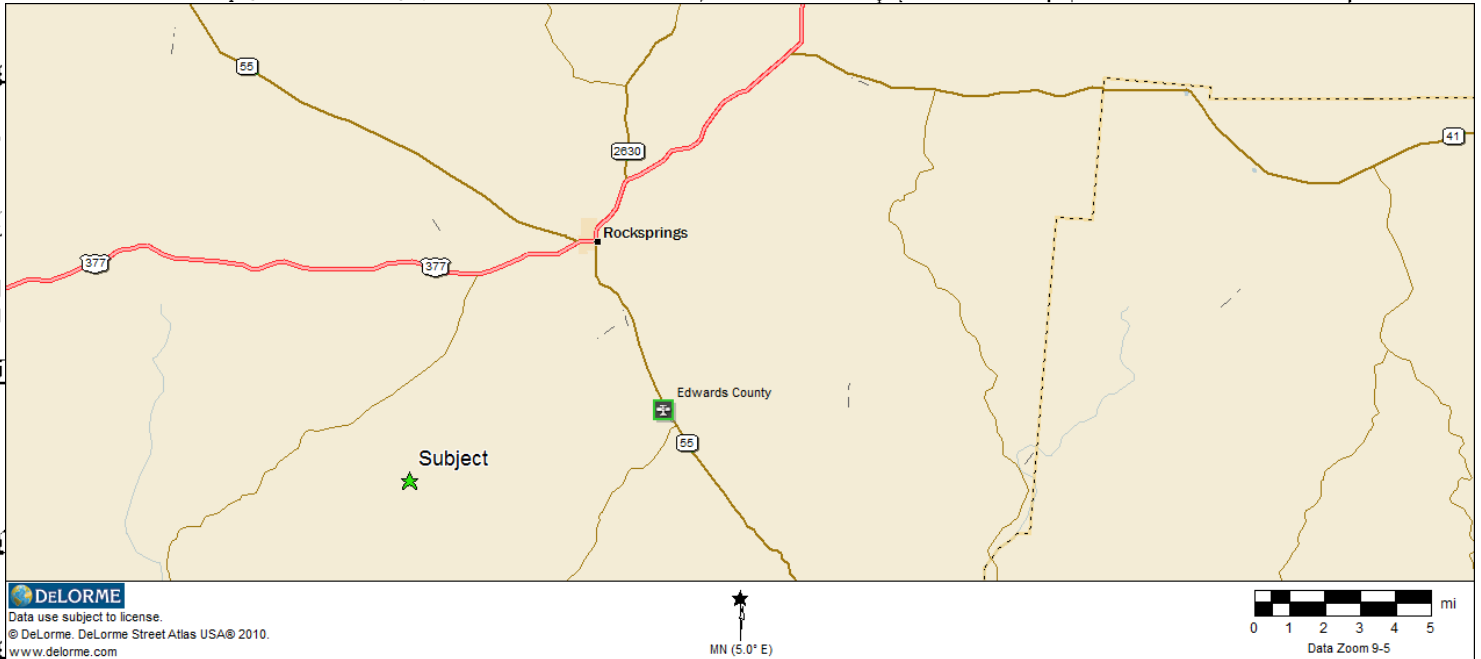 55
2630
41
Rocksprings
377
377
Edwards County
55
Subject
DELORME
Data use subject to license.
© DeLorme. DeLorme Street Atlas USA® 2010.
www.delorme.com
MN (5.0° E)
mi
0 1 2 3 4 5
Data Zoom 9-5